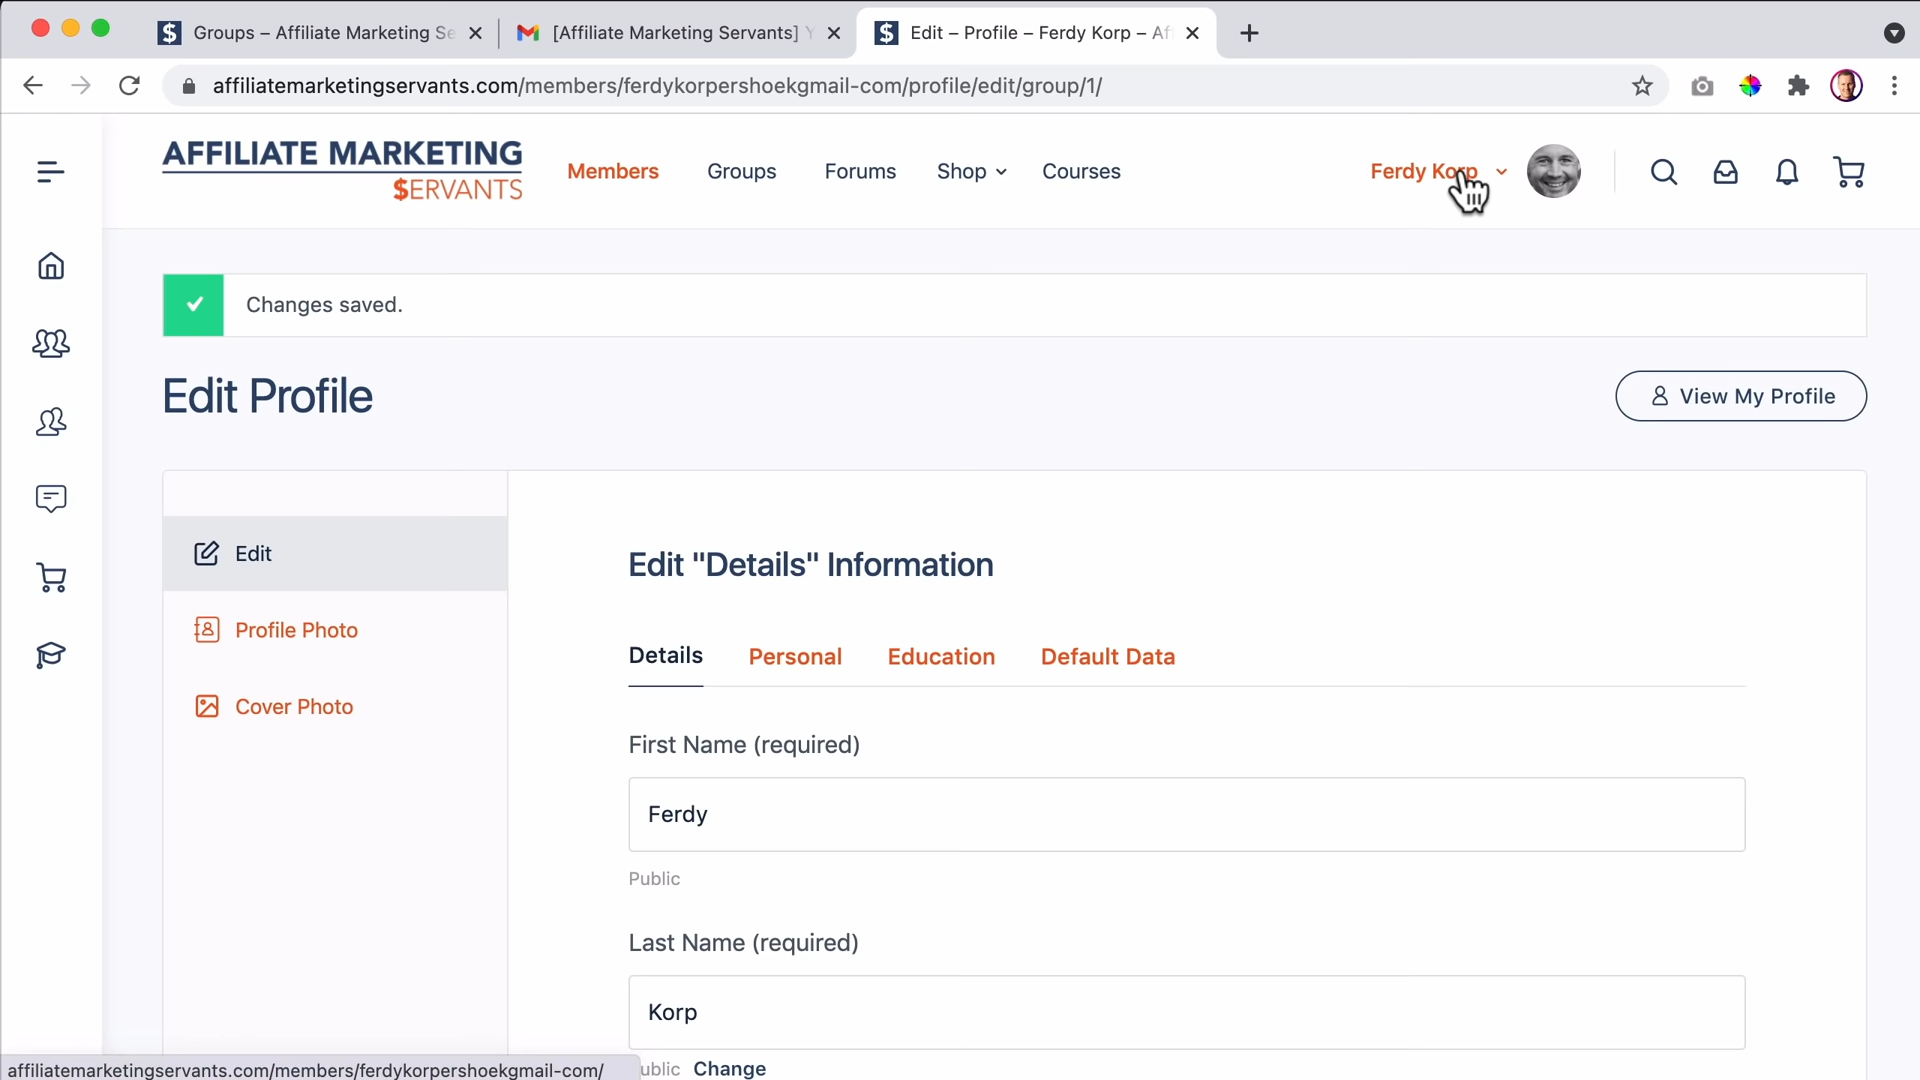 Groups – Affiliate Marketing Se
[Affiliate Marketing Servants] Y
Edit – Profile – Ferdy Korp – Af
affiliatemarketingservants.com/members/ferdykorpershoekgmail-com/profile/edit/group/1/
AFFILIATE MARKETING
$ERVANTS
Members
Groups
Forums
Shop
Courses
Ferdy Korp
Changes saved.
Edit Profile
View My Profile
Edit
Profile Photo
Cover Photo
Edit "Details" Information
Details
Personal
Education
Default Data
First Name (required)
Ferdy
Public
Last Name (required)
Korp
ublic Change
affiliatemarketingservants.com/members/ferdykorpershoekgmail-com/